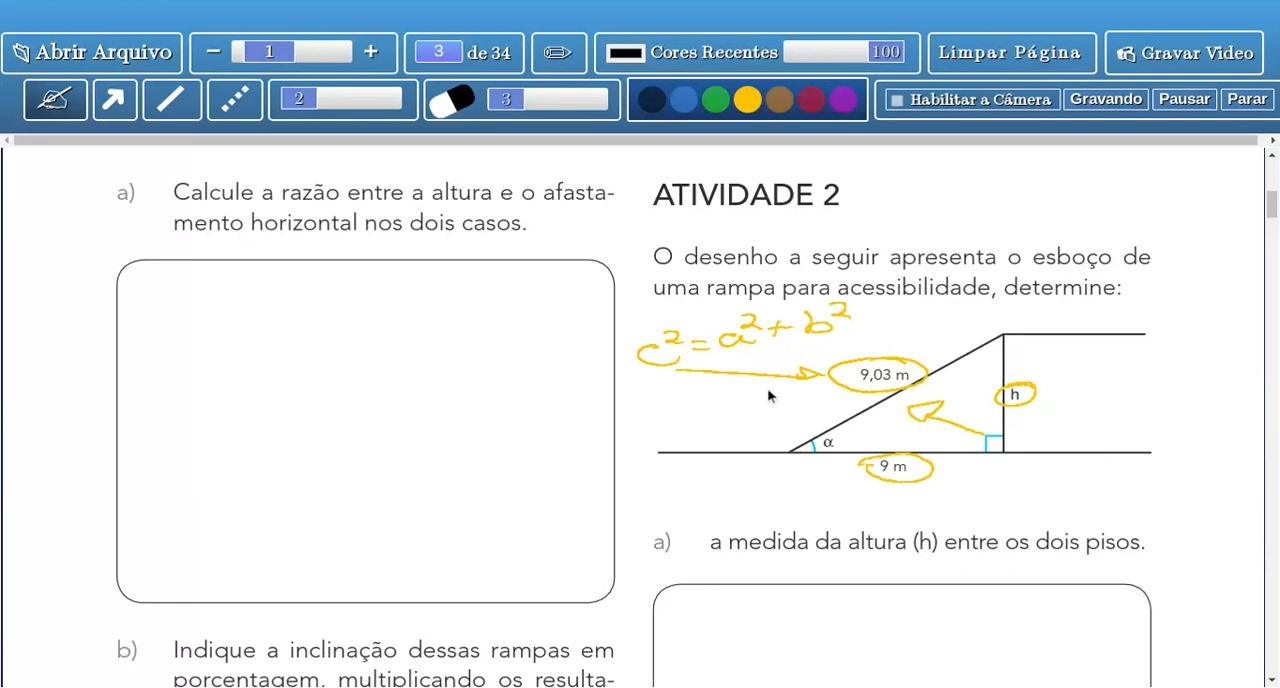 Abrir Arquivo − 1 + 3 de 34 Cores Recentes 100 Limpar Página Gravar Video
2 3 Habilitar a Câmera Gravando Pausar Parar
a) Calcule a razão entre a altura e o afasta-
mento horizontal nos dois casos.
b) Indique a inclinação dessas rampas em
porcentagem, multiplicando os resulta-
ATIVIDADE 2
O desenho a seguir apresenta o esboço de
uma rampa para acessibilidade, determine:
c² = a² + b²
9,03 m
h
α
9 m
a) a medida da altura (h) entre os dois pisos.